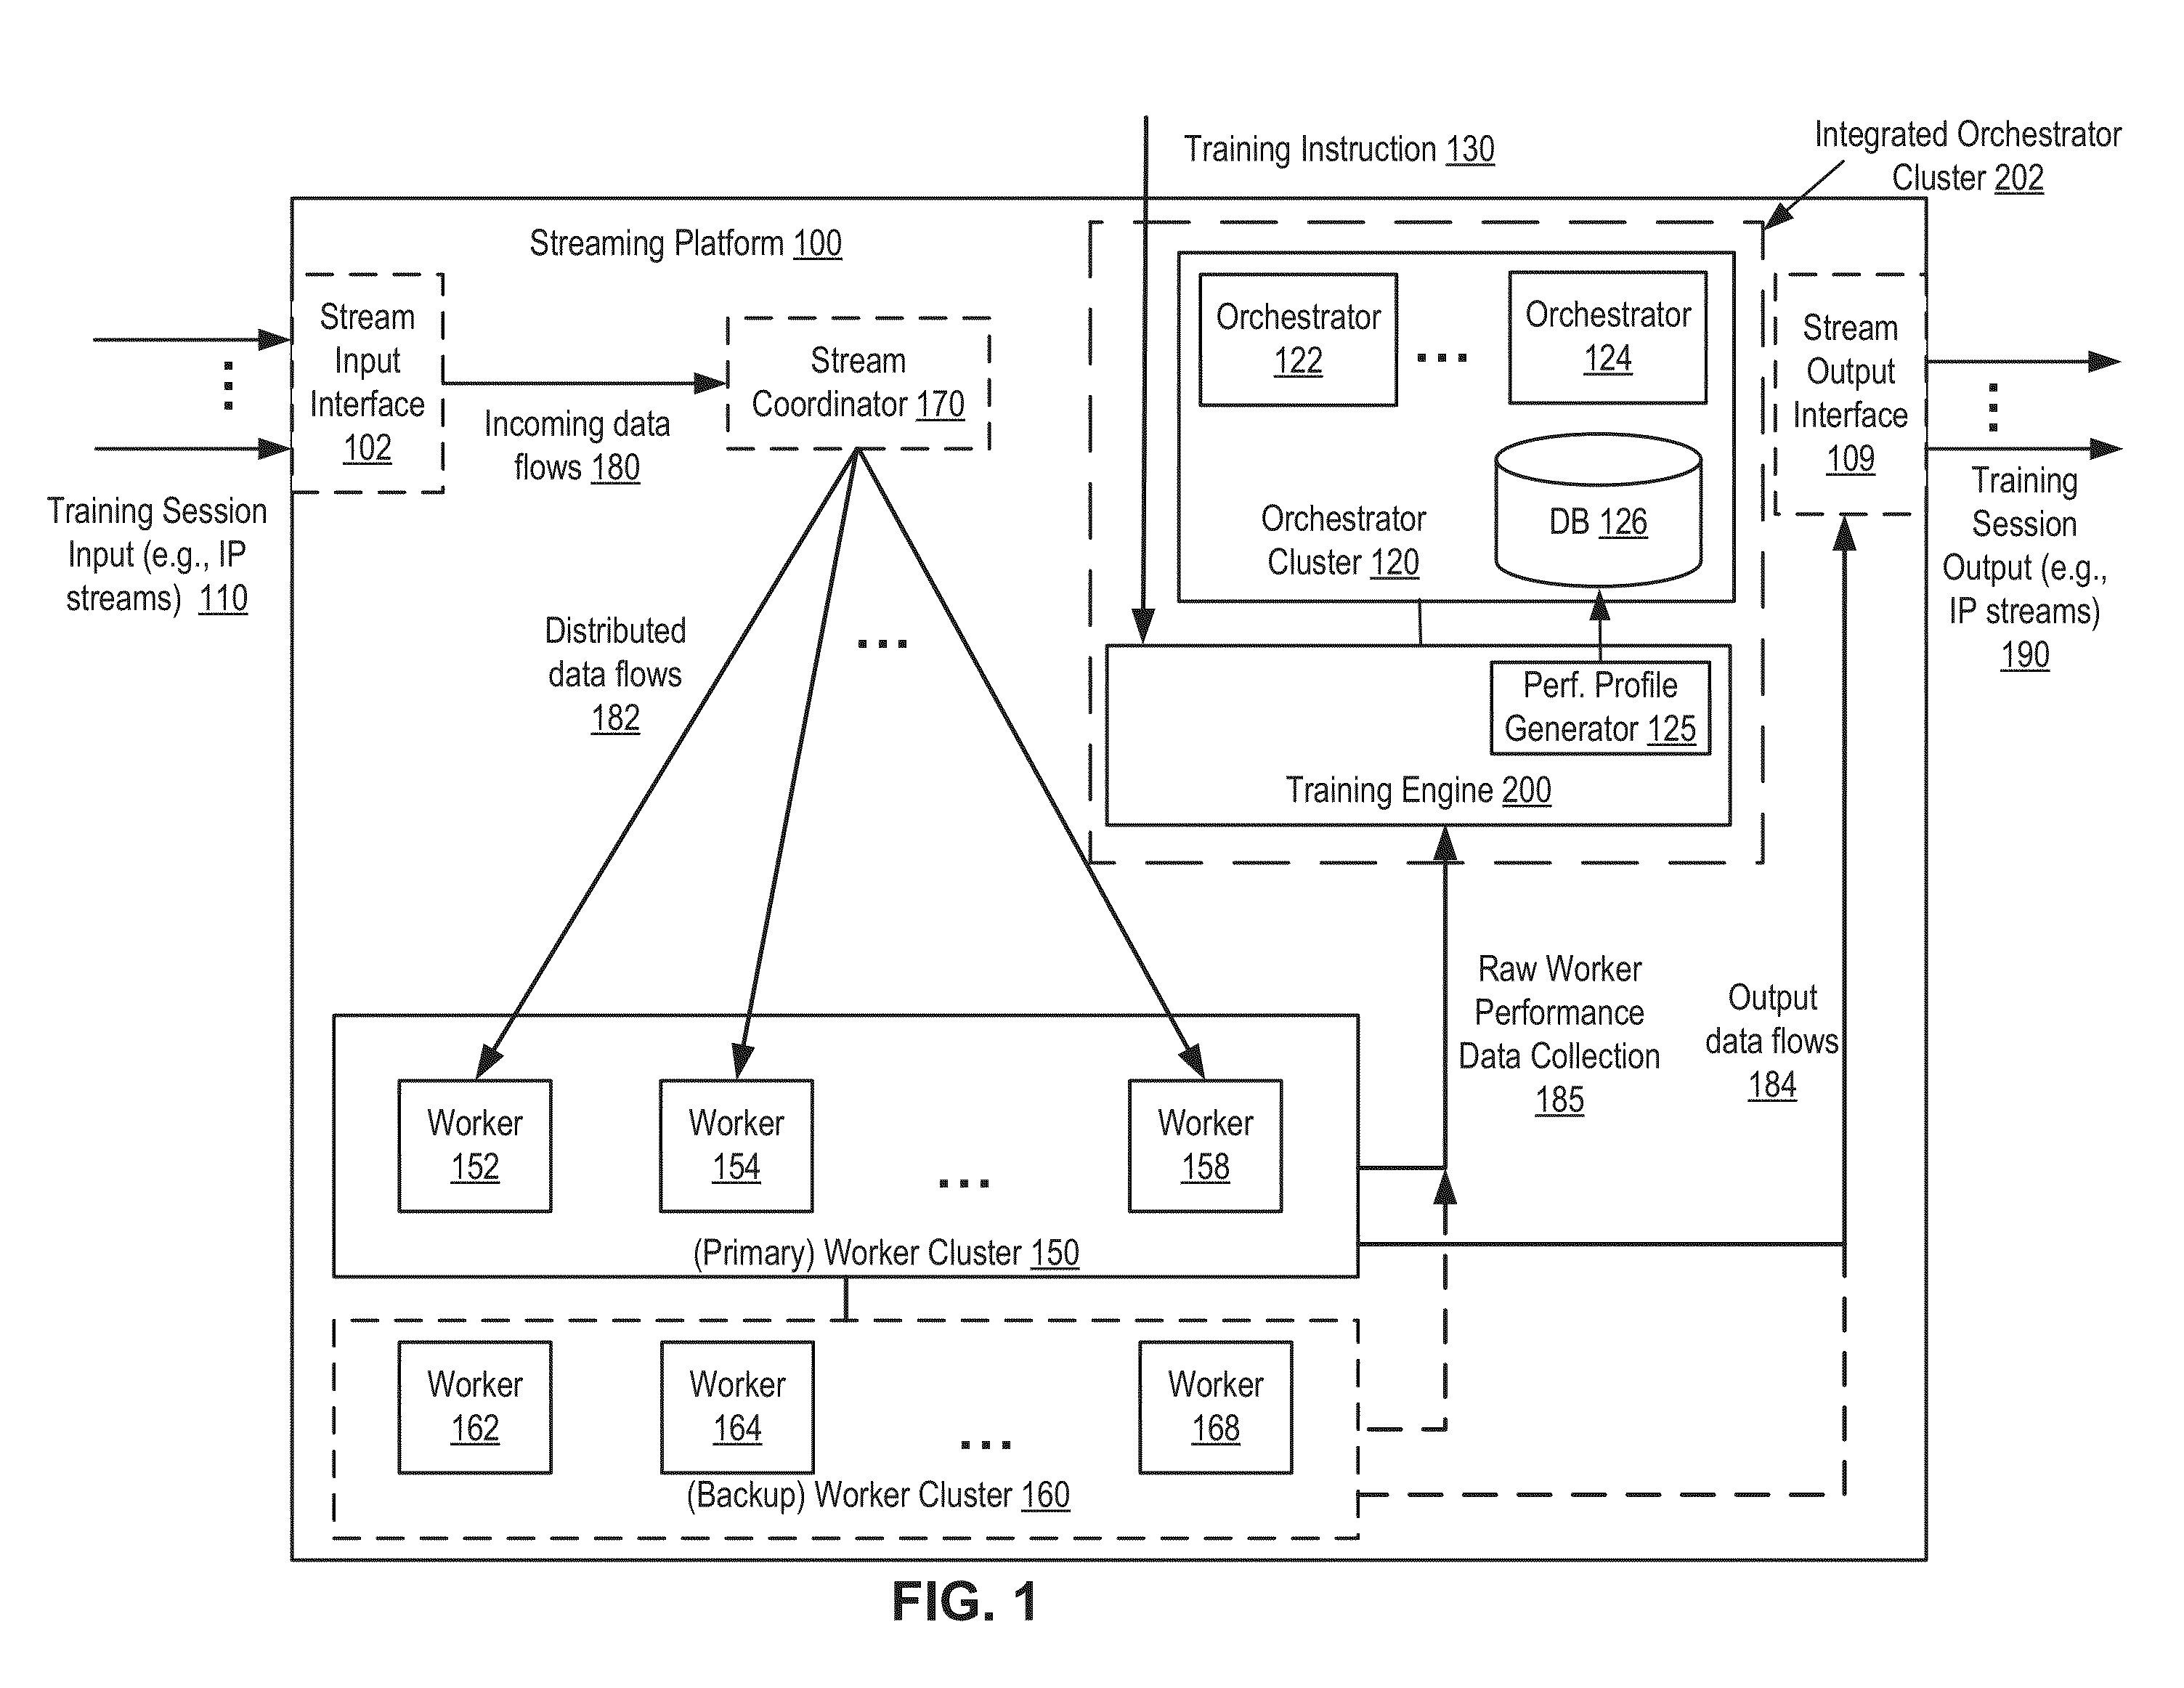 Training Instruction 130
Integrated Orchestrator
Cluster 202
Streaming Platform 100
Stream
Input
Interface
102
Training Session
Input (e.g., IP
streams) 110
Incoming data
flows 180
Stream
Coordinator 170
Distributed
data flows
182
Orchestrator
122
Orchestrator
124
DB 126
Orchestrator
Cluster 120
Perf. Profile
Generator 125
Training Engine 200
Stream
Output
Interface
109
Training
Session
Output (e.g.,
IP streams)
190
Raw Worker
Performance
Data Collection
185
Output
data flows
184
Worker
152
Worker
154
Worker
158
(Primary) Worker Cluster 150
Worker
162
Worker
164
Worker
168
(Backup) Worker Cluster 160
FIG. 1